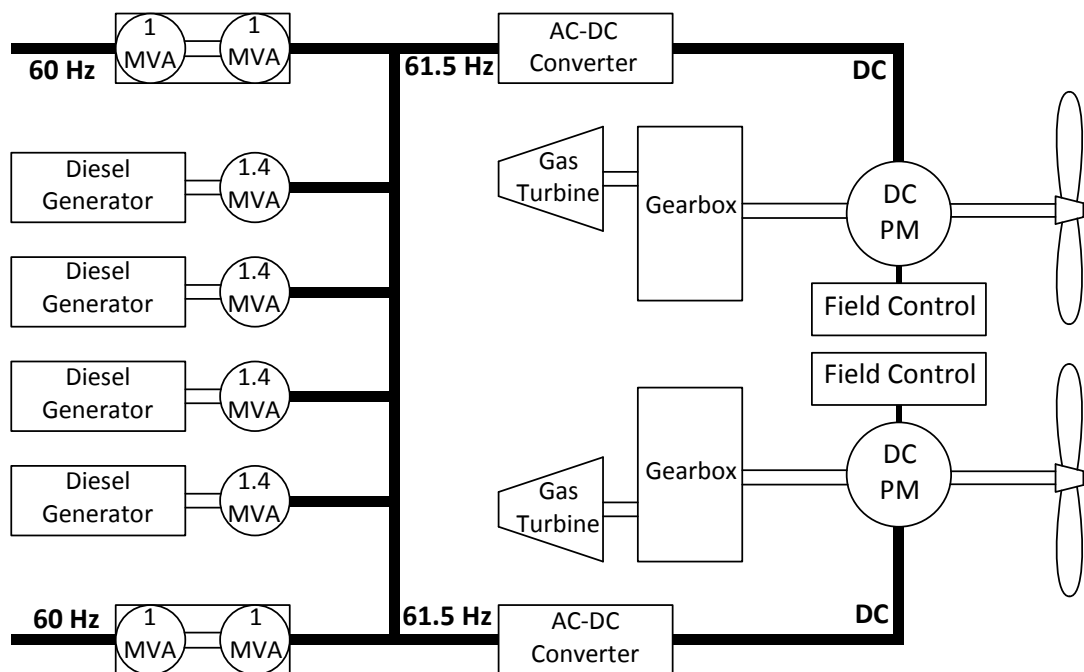 1
MVA
1
MVA
60 Hz
61.5 Hz
AC-DC
Converter
DC
Diesel
Generator
1.4
MVA
Gas
Turbine
Gearbox
DC
PM
Field Control
Diesel
Generator
1.4
MVA
Diesel
Generator
1.4
MVA
Field Control
Gas
Turbine
Gearbox
DC
PM
Diesel
Generator
1.4
MVA
60 Hz
1
MVA
1
MVA
61.5 Hz
AC-DC
Converter
DC